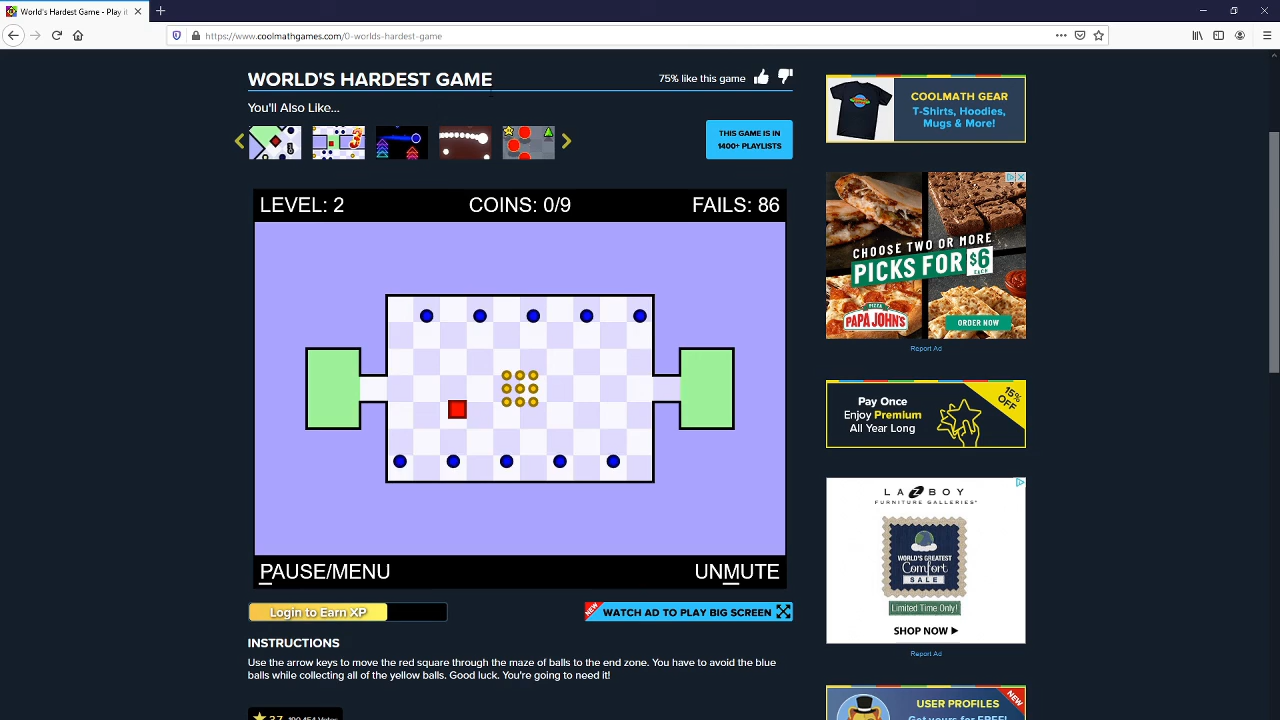 World's Hardest Game - Play it
https://www.coolmathgames.com/0-worlds-hardest-game
WORLD'S HARDEST GAME
75% like this game
You'll Also Like...
THIS GAME IS IN
1400+ PLAYLISTS
LEVEL: 2
COINS: 0/9
FAILS: 86
PAUSE/MENU
UNMUTE
Login to Earn XP
NEW
WATCH AD TO PLAY BIG SCREEN
INSTRUCTIONS
Use the arrow keys to move the red square through the maze of balls to the end zone. You have to avoid the blue
balls while collecting all of the yellow balls. Good luck. You're going to need it!
COOLMATH GEAR
T-Shirts, Hoodies,
Mugs & More!
CHOOSE TWO OR MORE
PICKS FOR $6
EACH
PAPA JOHN'S
ORDER NOW
Report Ad
Pay Once
Enjoy Premium
All Year Long
15%
OFF
LA Z BOY
FURNITURE GALLERIES
WORLD'S GREATEST
Comfort
SALE
Limited Time Only!
SHOP NOW
Report Ad
NEW
USER PROFILES